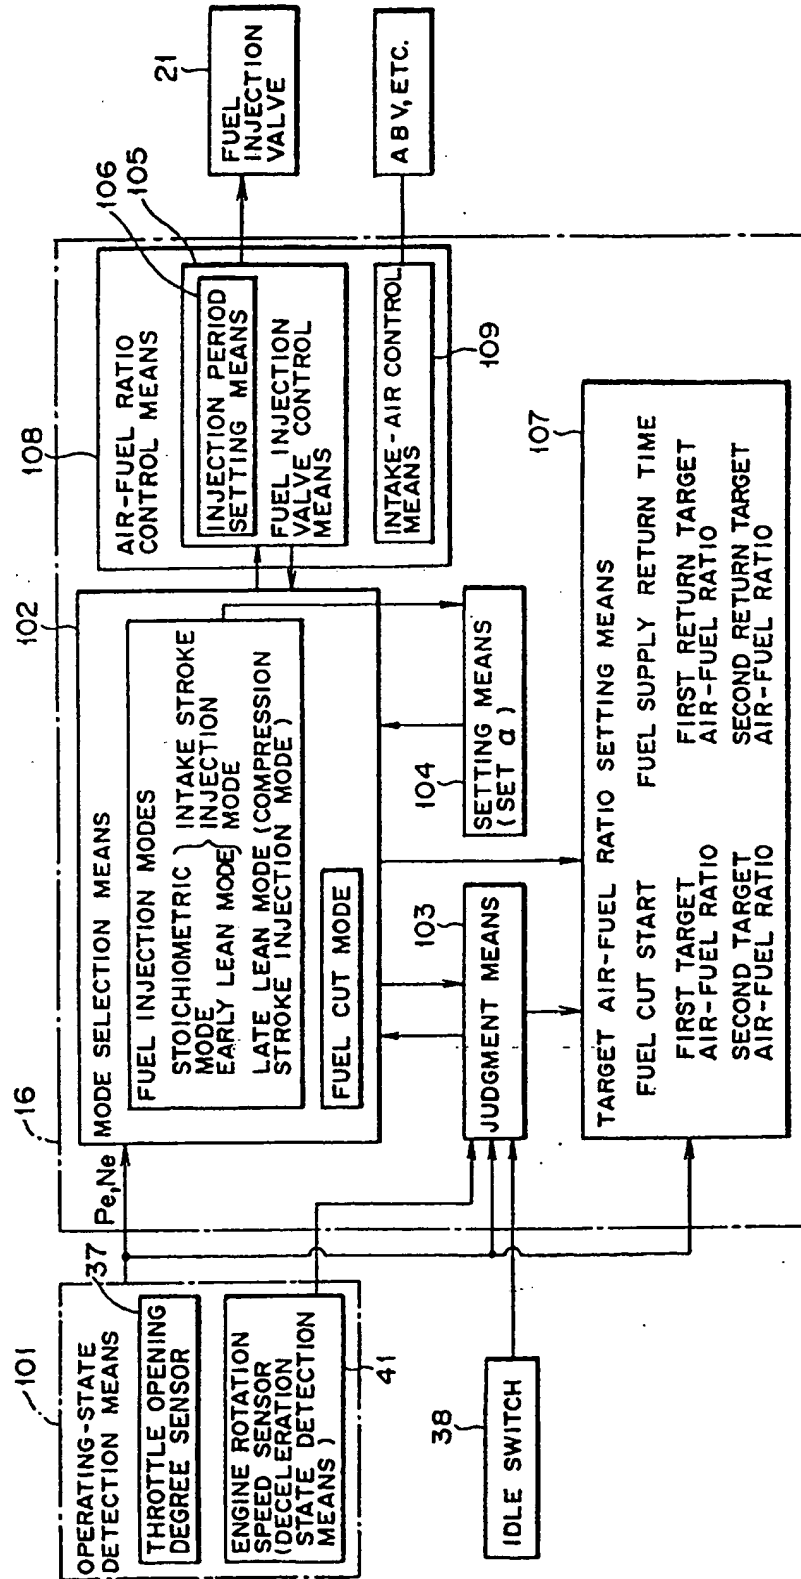 101
OPERATING-STATE
DETECTION MEANS
37
THROTTLE OPENING
DEGREE SENSOR
ENGINE ROTATION
SPEED SENSOR
(DECELERATION
STATE DETECTION
MEANS)
41
38
IDLE SWITCH
16
Pe,Ne
102
MODE SELECTION MEANS
FUEL INJECTION MODES
STOICHIOMETRIC
MODE
EARLY LEAN MODE
INTAKE STROKE
INJECTION
MODE
LATE LEAN MODE (COMPRESSION
STROKE INJECTION MODE)
FUEL CUT MODE
103
JUDGMENT MEANS
104
SETTING MEANS
(SET α)
108
AIR-FUEL RATIO
CONTROL MEANS
106
105
INJECTION PERIOD
SETTING MEANS
FUEL INJECTION
VALVE CONTROL
MEANS
INTAKE-AIR CONTROL
MEANS
109
21
FUEL
INJECTION
VALVE
ABV, ETC.
107
TARGET AIR-FUEL RATIO SETTING MEANS
FUEL CUT START
FIRST TARGET
AIR-FUEL RATIO
SECOND TARGET
AIR-FUEL RATIO
FUEL SUPPLY RETURN TIME
FIRST RETURN TARGET
AIR-FUEL RATIO
SECOND RETURN TARGET
AIR-FUEL RATIO